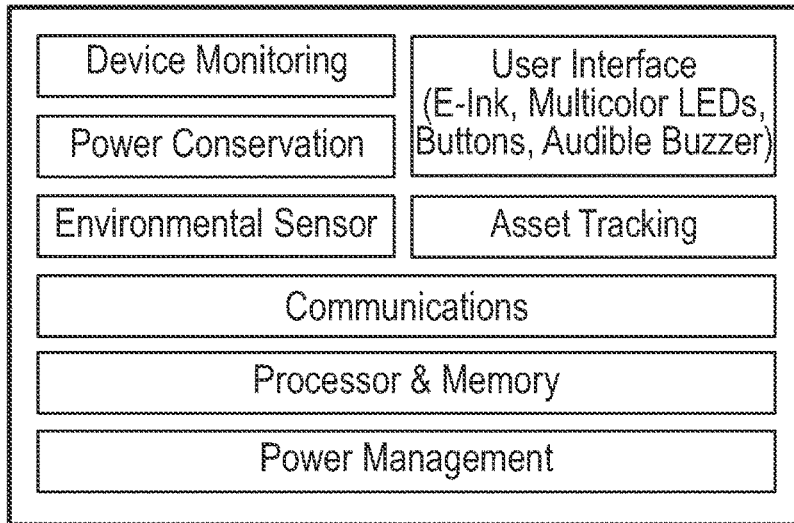 Device Monitoring
User Interface
(E-Ink, Multicolor LEDs,
Buttons, Audible Buzzer)
Power Conservation
Environmental Sensor
Asset Tracking
Communications
Processor & Memory
Power Management